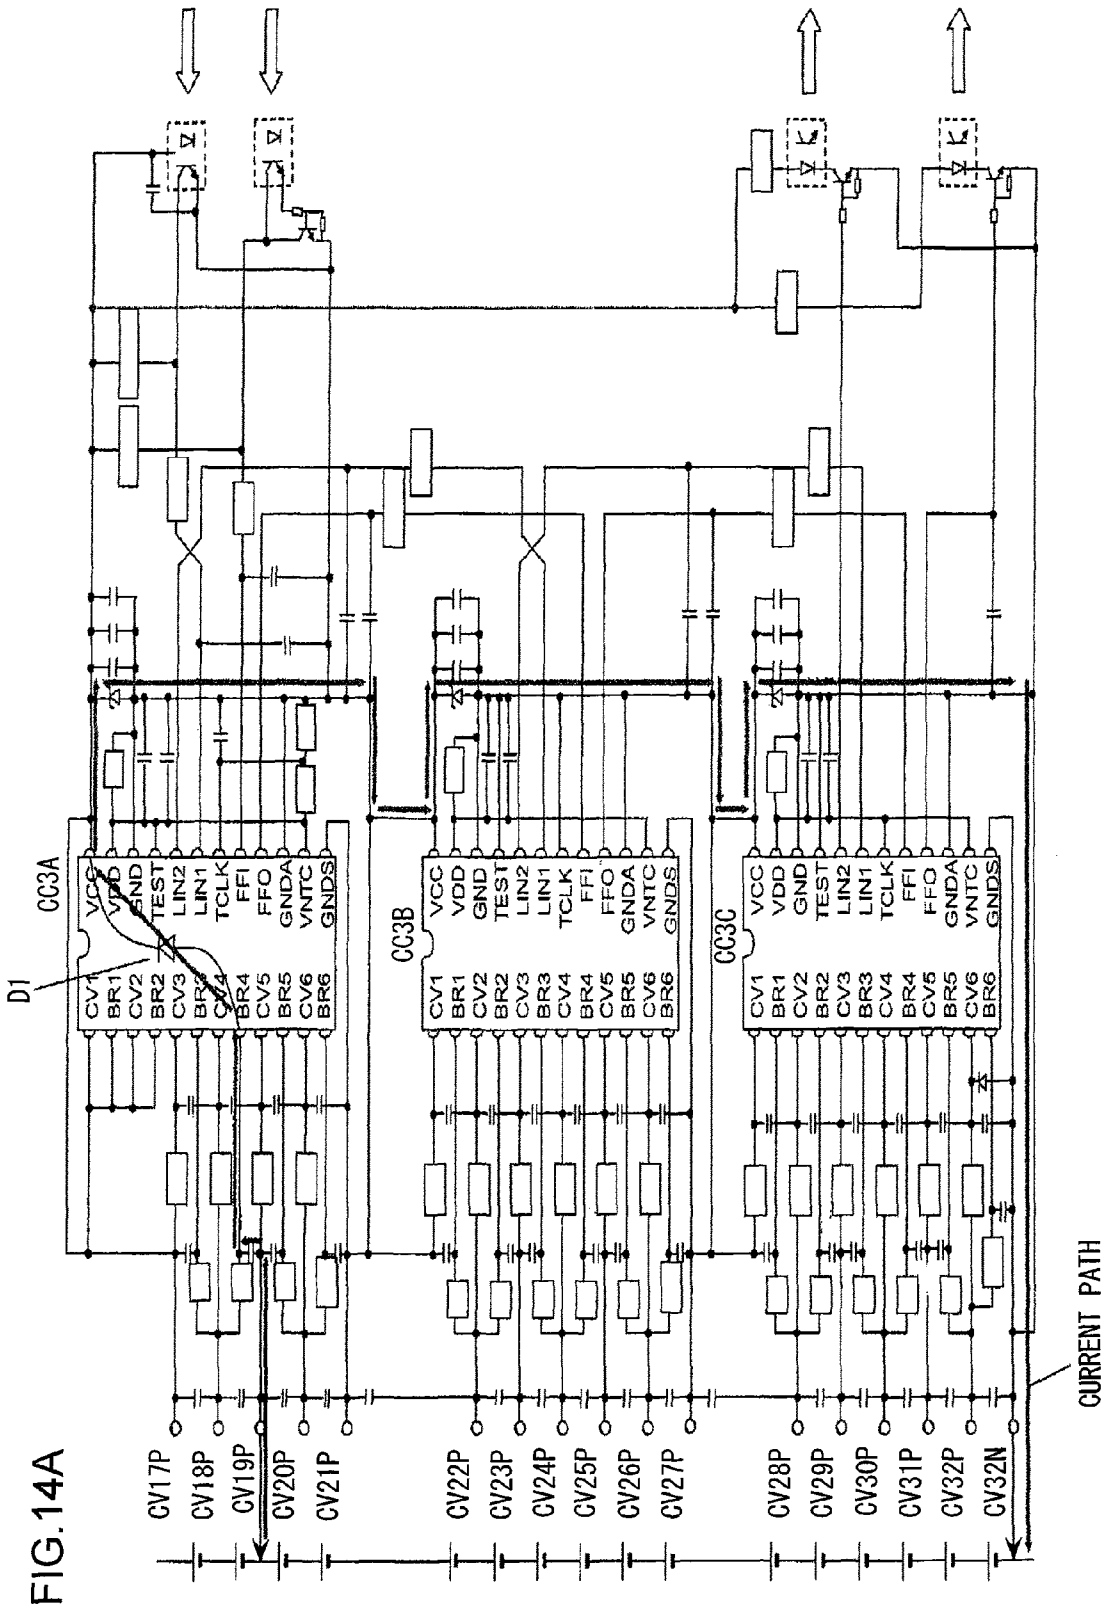 FIG.14A
CC3A
D1
VCC
VDD
GND
TEST
LIN2
LIN1
TCLK
FFI
FFO
GNDA
VNTC
GNDS
CV1
BR1
CV2
BR2
CV3
BR3
CV4
BR4
CV5
BR5
CV6
BR6
CC3B
VCC
VDD
GND
TEST
LIN2
LIN1
TCLK
FFI
FFO
GNDA
VNTC
GNDS
CV1
BR1
CV2
BR2
CV3
BR3
CV4
BR4
CV5
BR5
CV6
BR6
CC3C
VCC
VDD
GND
TEST
LIN2
LIN1
TCLK
FFI
FFO
GNDA
VNTC
GNDS
CV1
BR1
CV2
BR2
CV3
BR3
CV4
BR4
CV5
BR5
CV6
BR6
CV17P
CV18P
CV19P
CV20P
CV21P
CV22P
CV23P
CV24P
CV25P
CV26P
CV27P
CV28P
CV29P
CV30P
CV31P
CV32P
CV32N
CURRENT PATH